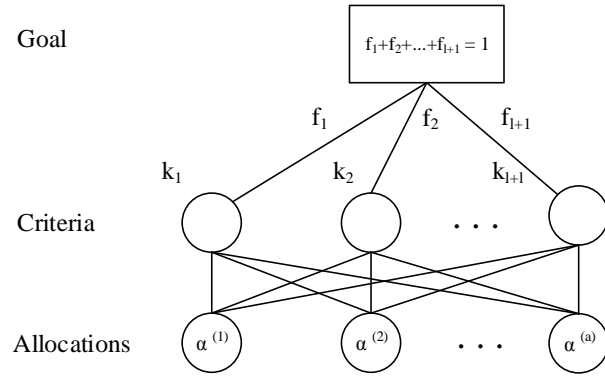 Goal
f₁+f₂+...+fₗ₊₁ = 1
f₁ f₂ fₗ₊₁
k₁ k₂ kₗ₊₁
Criteria . . .
Allocations α⁽¹⁾ α⁽²⁾ . . . α⁽ᵃ⁾